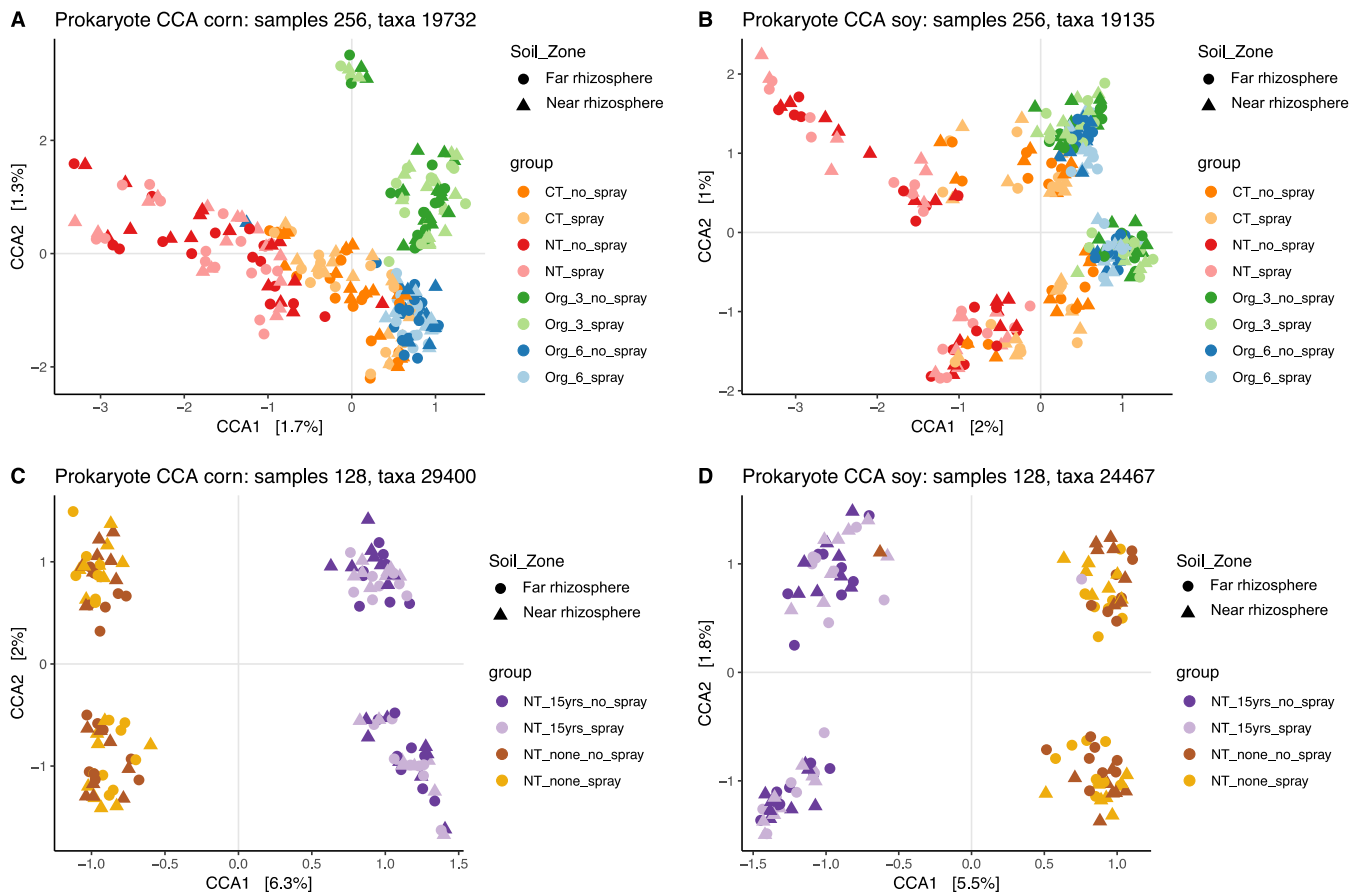 A Prokaryote CCA corn: samples 256, taxa 19732
CCA2 [1.3%]
2
0
−2
−3
−2
−1
0
1
CCA1 [1.7%]
Soil_Zone
Far rhizosphere
Near rhizosphere
group
CT_no_spray
CT_spray
NT_no_spray
NT_spray
Org_3_no_spray
Org_3_spray
Org_6_no_spray
Org_6_spray
B Prokaryote CCA soy: samples 256, taxa 19135
CCA2 [1%]
2
1
0
−1
−2
−3
−2
−1
0
1
CCA1 [2%]
Soil_Zone
Far rhizosphere
Near rhizosphere
group
CT_no_spray
CT_spray
NT_no_spray
NT_spray
Org_3_no_spray
Org_3_spray
Org_6_no_spray
Org_6_spray
C Prokaryote CCA corn: samples 128, taxa 29400
CCA2 [2%]
1
0
−1
−1.0
−0.5
0.0
0.5
1.0
1.5
CCA1 [6.3%]
Soil_Zone
Far rhizosphere
Near rhizosphere
group
NT_15yrs_no_spray
NT_15yrs_spray
NT_none_no_spray
NT_none_spray
D Prokaryote CCA soy: samples 128, taxa 24467
CCA2 [1.8%]
1
0
−1
−1.5
−1.0
−0.5
0.0
0.5
1.0
CCA1 [5.5%]
Soil_Zone
Far rhizosphere
Near rhizosphere
group
NT_15yrs_no_spray
NT_15yrs_spray
NT_none_no_spray
NT_none_spray